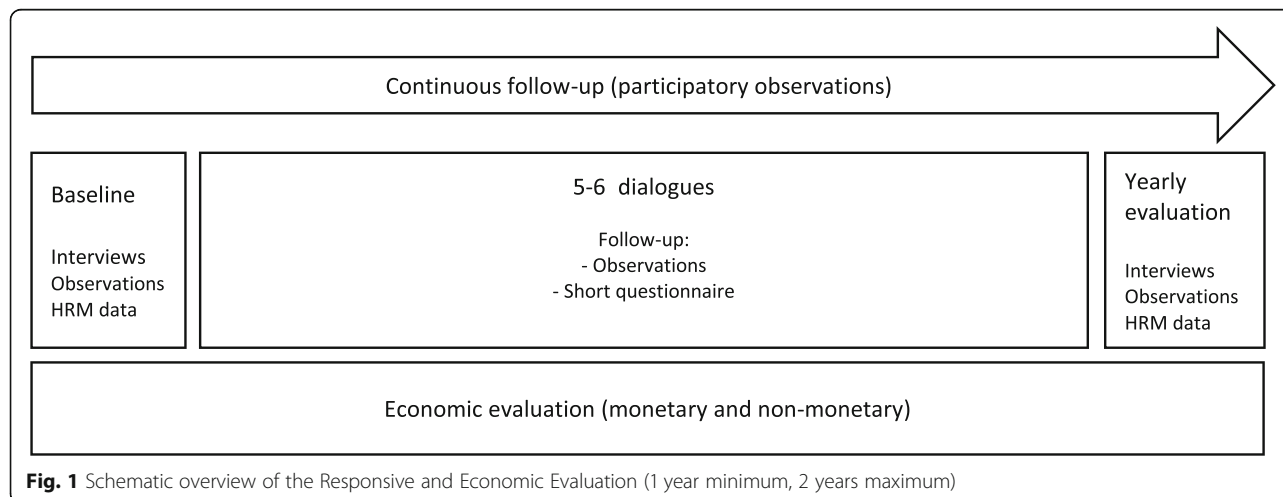 Continuous follow-up (participatory observations)
Baseline
Interviews
Observations
HRM data
5-6 dialogues
Follow-up:
- Observations
- Short questionnaire
Yearly
evaluation
Interviews
Observations
HRM data
Economic evaluation (monetary and non-monetary)
Fig. 1 Schematic overview of the Responsive and Economic Evaluation (1 year minimum, 2 years maximum)